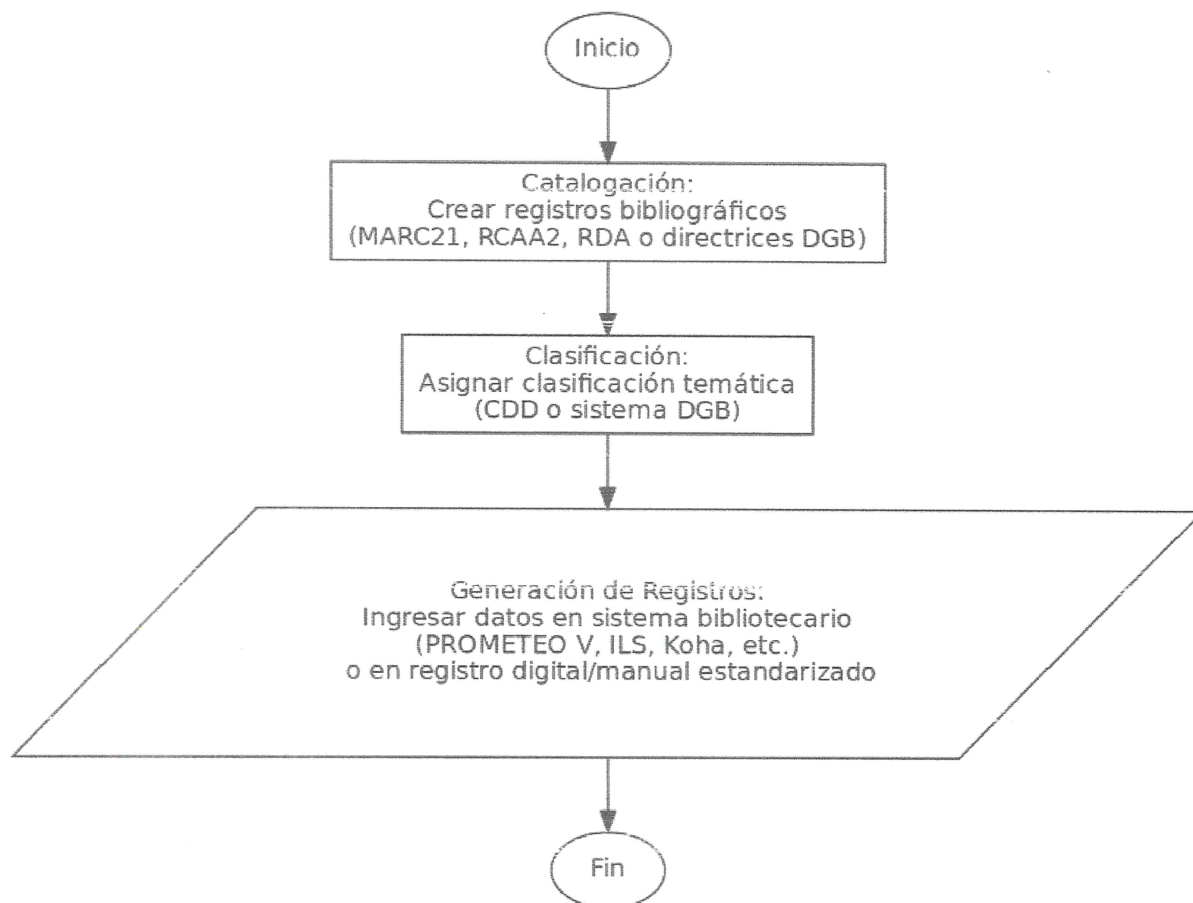 Inicio
Catalogación:
Crear registros bibliográficos
(MARC21, RCAA2, RDA o directrices DGB)
Clasificación:
Asignar clasificación temática
(CDD o sistema DGB)
Generación de Registros:
Ingresar datos en sistema bibliotecario
(PROMETEO V, ILS, Koha, etc.)
o en registro digital/manual estandarizado
Fin